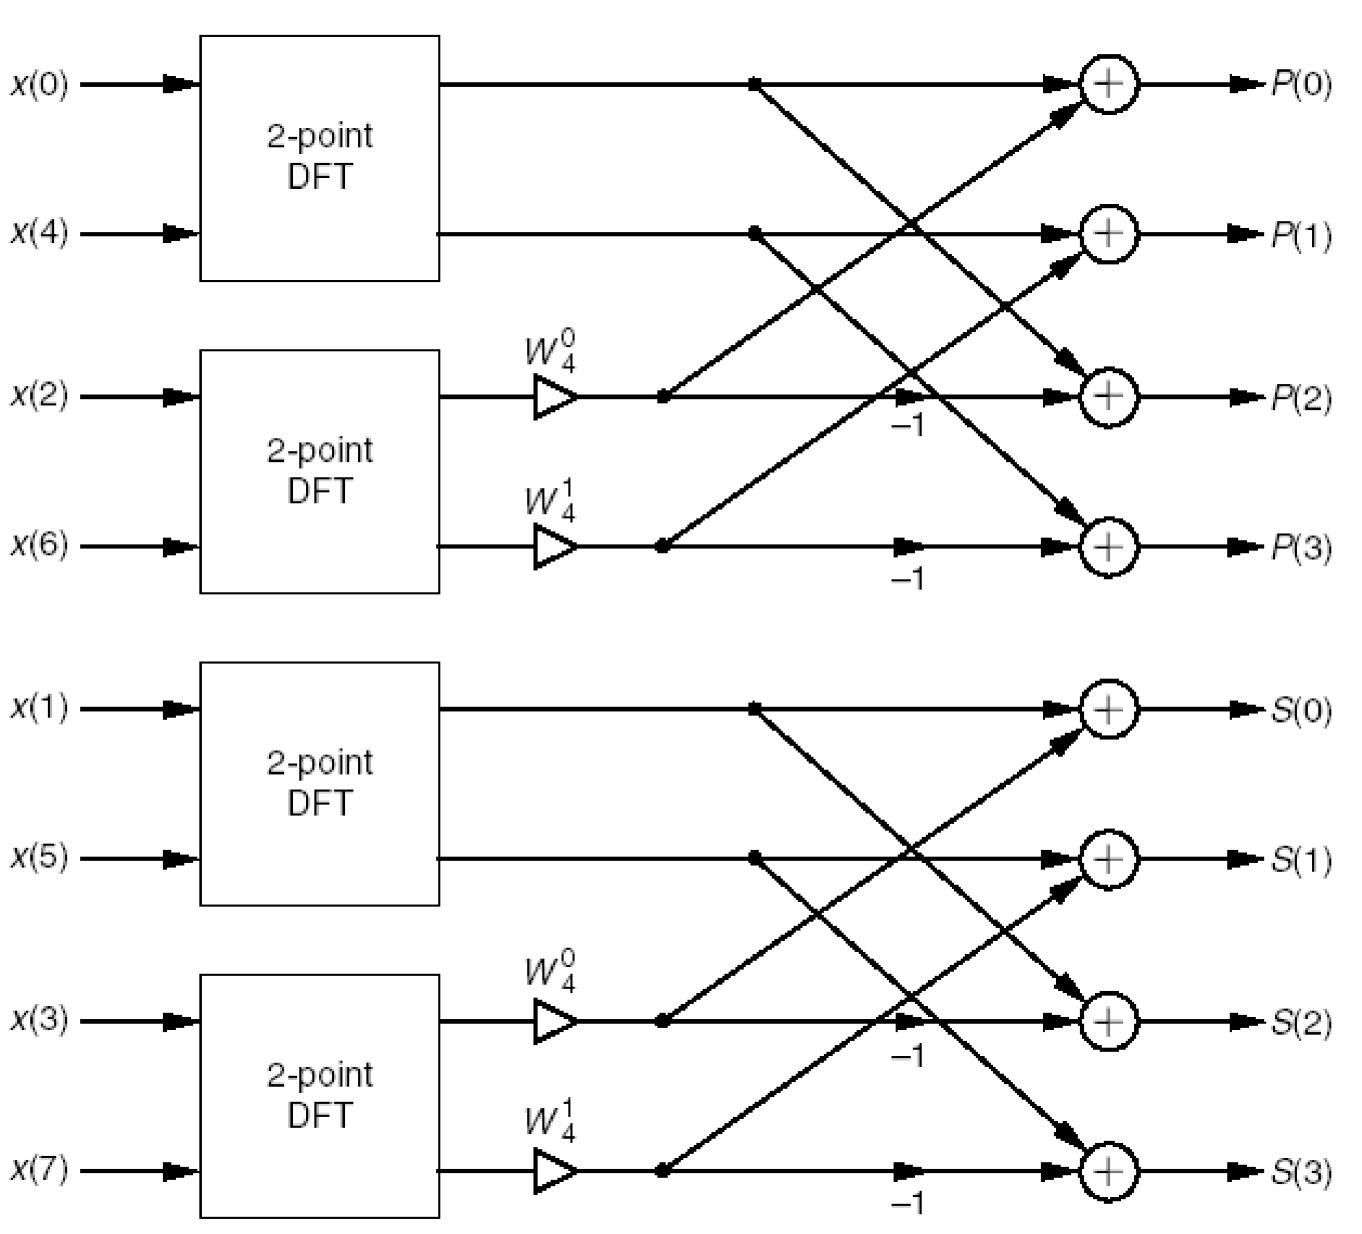 x(0)
2-point
DFT
+
P(0)
x(4)
+
P(1)
x(2)
2-point
DFT
W₄⁰
–1
+
P(2)
x(6)
W₄¹
–1
+
P(3)
x(1)
2-point
DFT
+
S(0)
x(5)
+
S(1)
x(3)
2-point
DFT
W₄⁰
–1
+
S(2)
x(7)
W₄¹
–1
+
S(3)